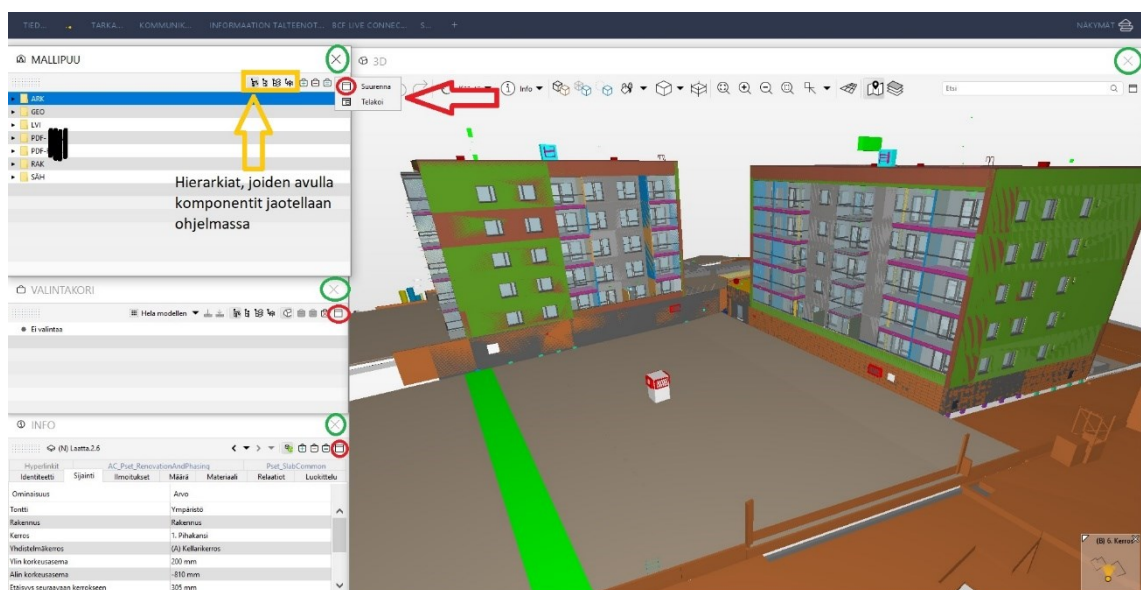 TIED... TARKA... KOMMUNIK... INFORMAATION TALTEENOT... BCF LIVE CONNEC... S... + NÄKYMÄT
MALLIPUU
3D
Suurenna
Telakoi
Info
Etsi
ARK
GEO
LVI
PDF-
PDF-
RAK
SÄH
Hierarkiat, joiden avulla
komponentit jaotellaan
ohjelmassa
VALINTAKORI
Hela modellen
Ei valintaa
INFO
(N) Laatta.2.6
Hyperlinkit AC_Pset_RenovationAndPhasing Pset_SlabCommon
Identiteetti Sijainti Ilmoitukset Määrä Materiaali Relaatiot Luokittelu
Ominaisuus Arvo
Tontti Ympäristö
Rakennus Rakennus
Kerros 1. Pihakansi
Yhdistelmäkerros (A) Kellarikerros
Ylin korkeusasema 200 mm
Alin korkeusasema -810 mm
Etäisyys seuraavaan kerrokseen 305 mm
(B) 6. Kerros